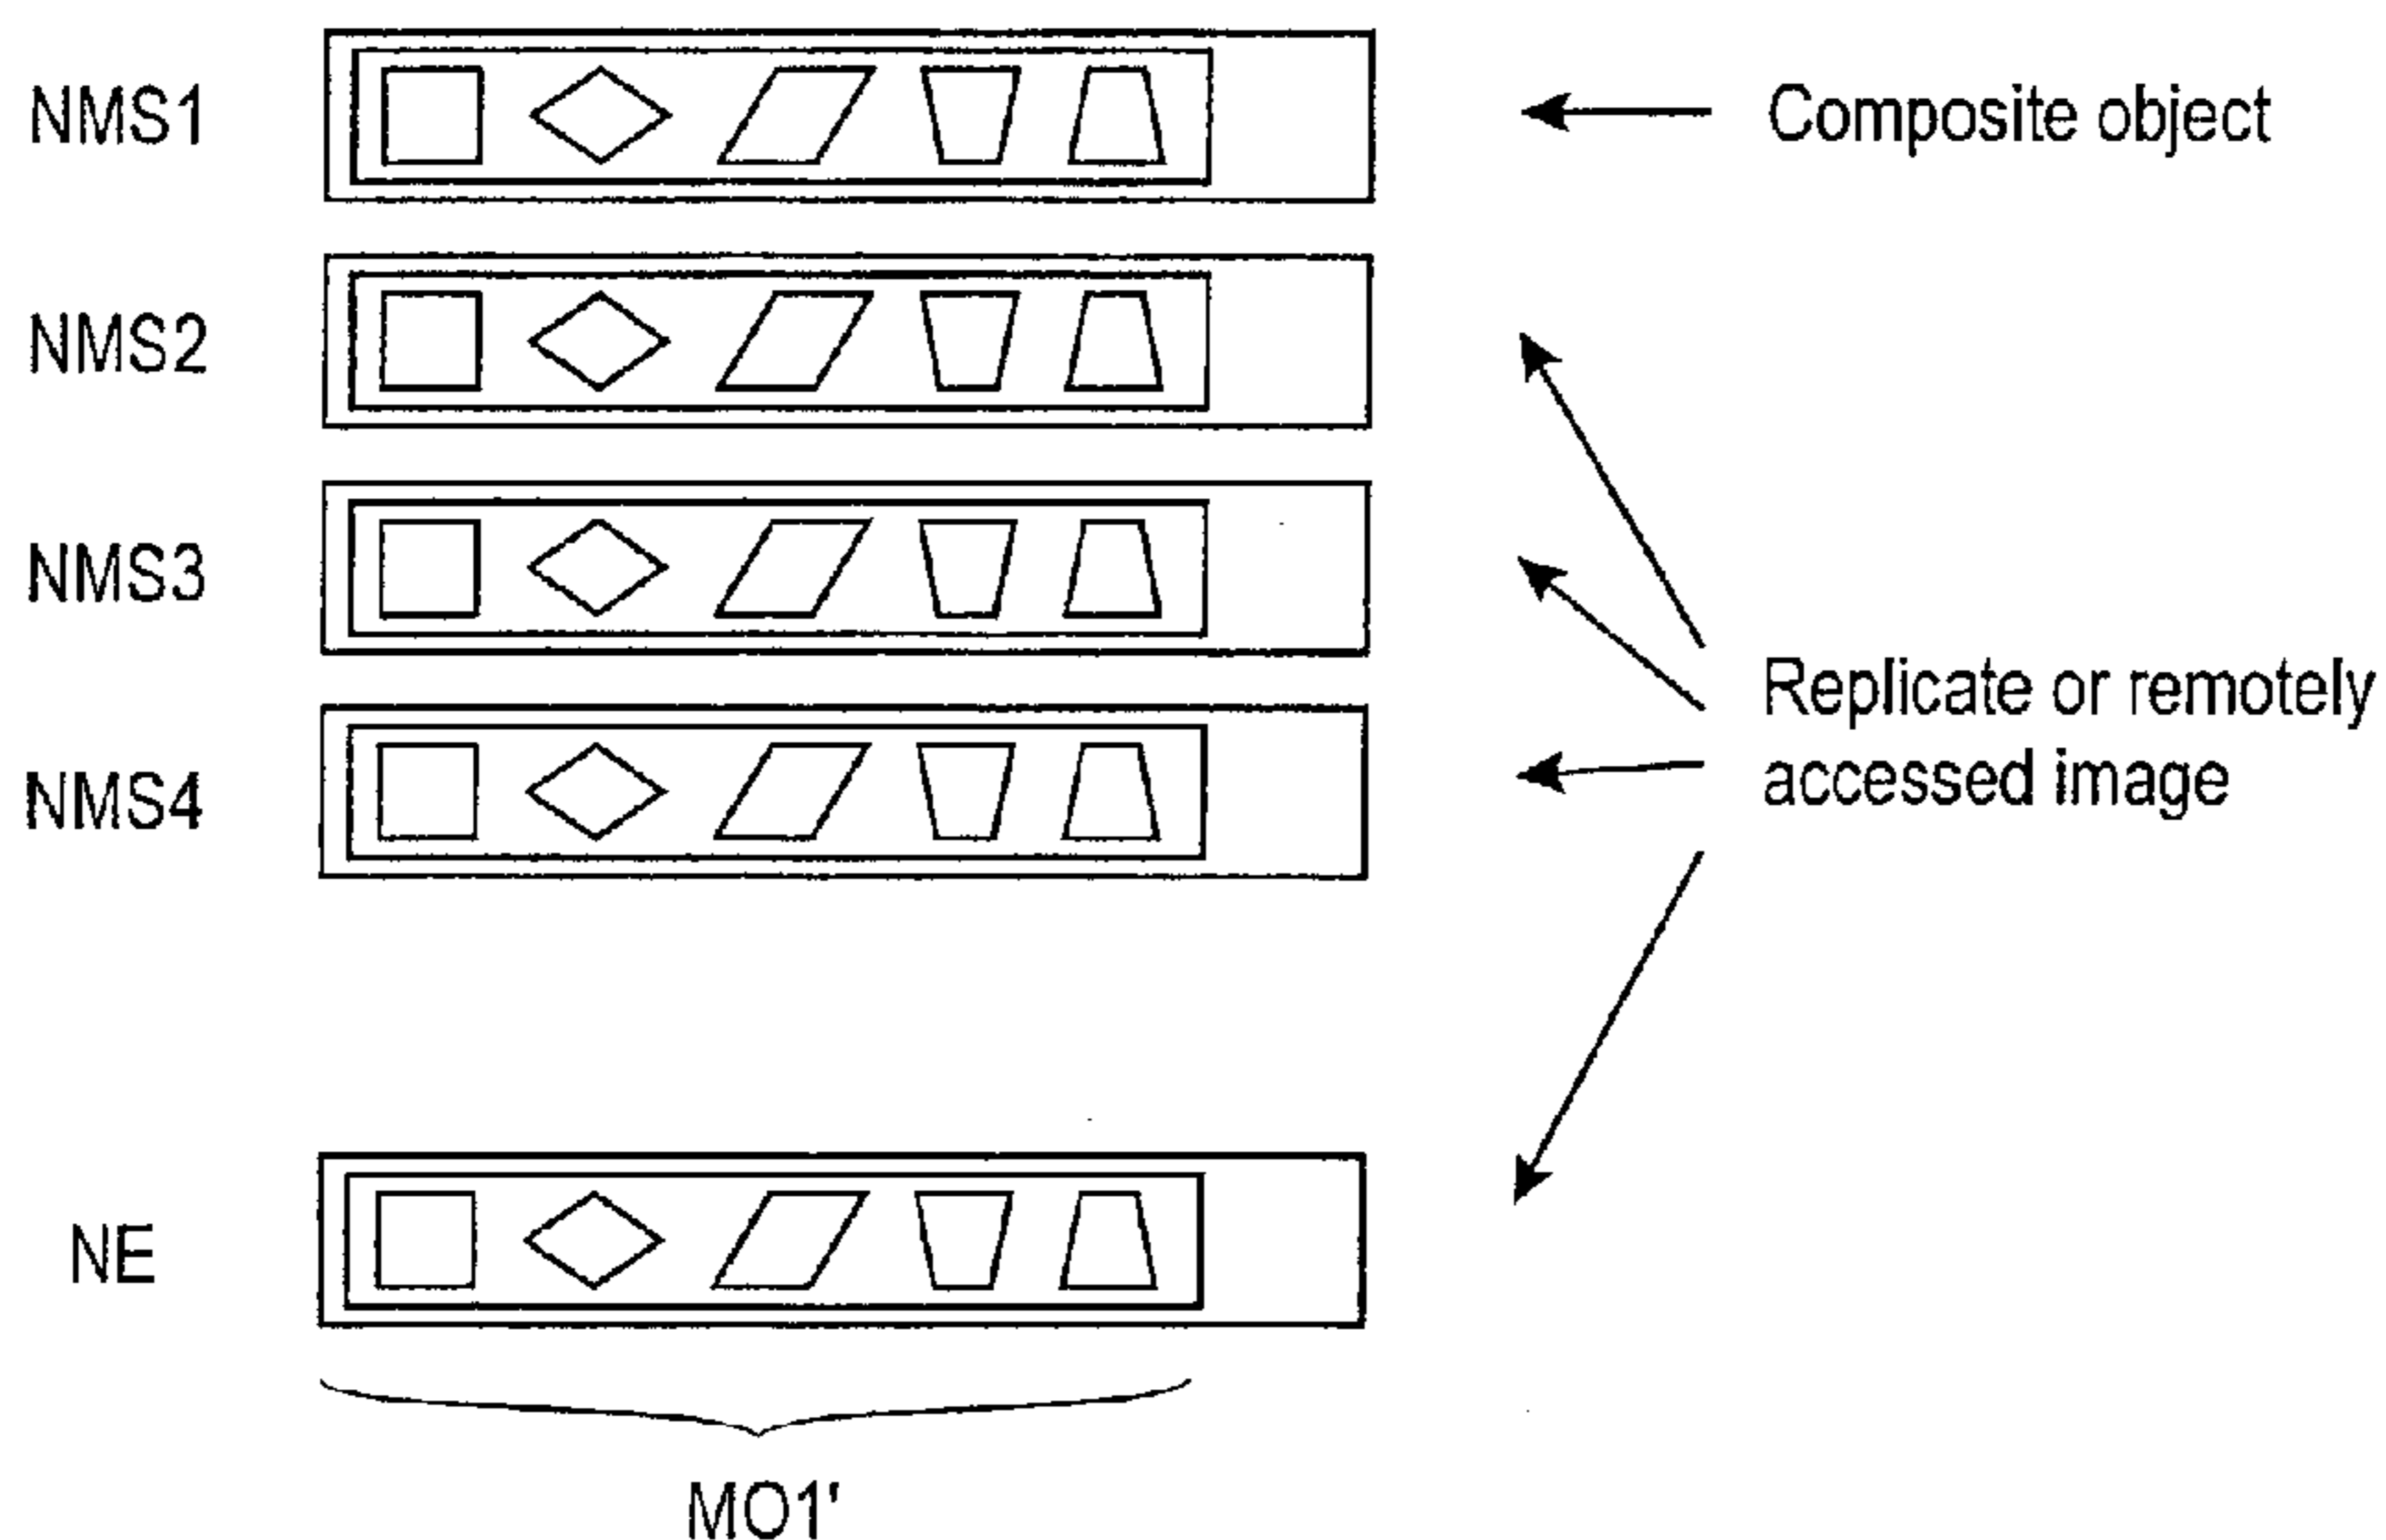 NMS1
Composite object
NMS2
NMS3
Replicate or remotely
accessed image
NMS4
NE
MO1'